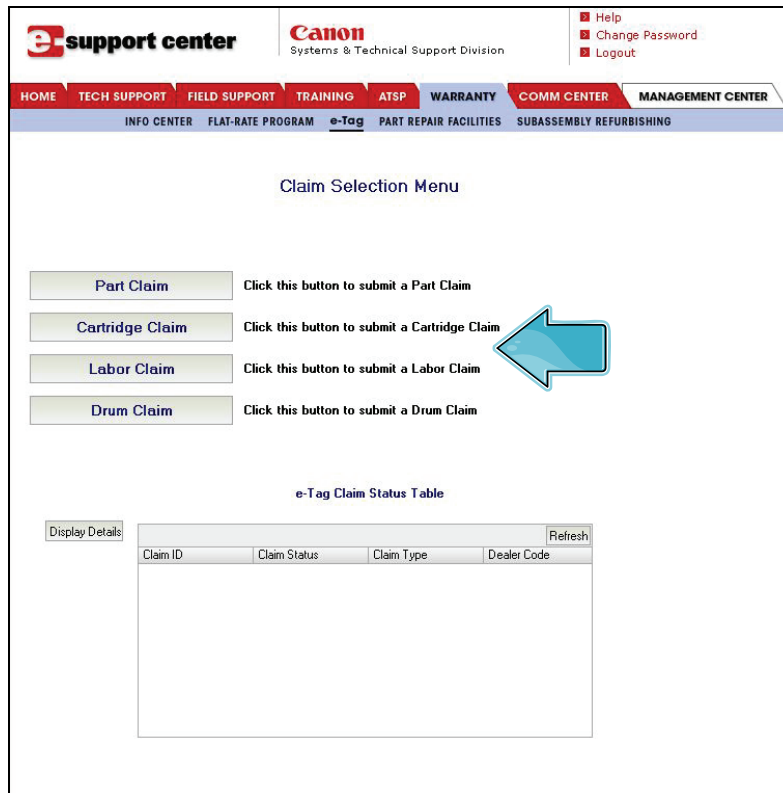 e-support center
Canon
Systems & Technical Support Division
Help
Change Password
Logout
HOME TECH SUPPORT FIELD SUPPORT TRAINING ATSP WARRANTY COMM CENTER MANAGEMENT CENTER
INFO CENTER FLAT-RATE PROGRAM e-Tag PART REPAIR FACILITIES SUBASSEMBLY REFURBISHING
Claim Selection Menu
Part Claim Click this button to submit a Part Claim
Cartridge Claim Click this button to submit a Cartridge Claim
Labor Claim Click this button to submit a Labor Claim
Drum Claim Click this button to submit a Drum Claim
e-Tag Claim Status Table
Display Details Refresh
Claim ID Claim Status Claim Type Dealer Code